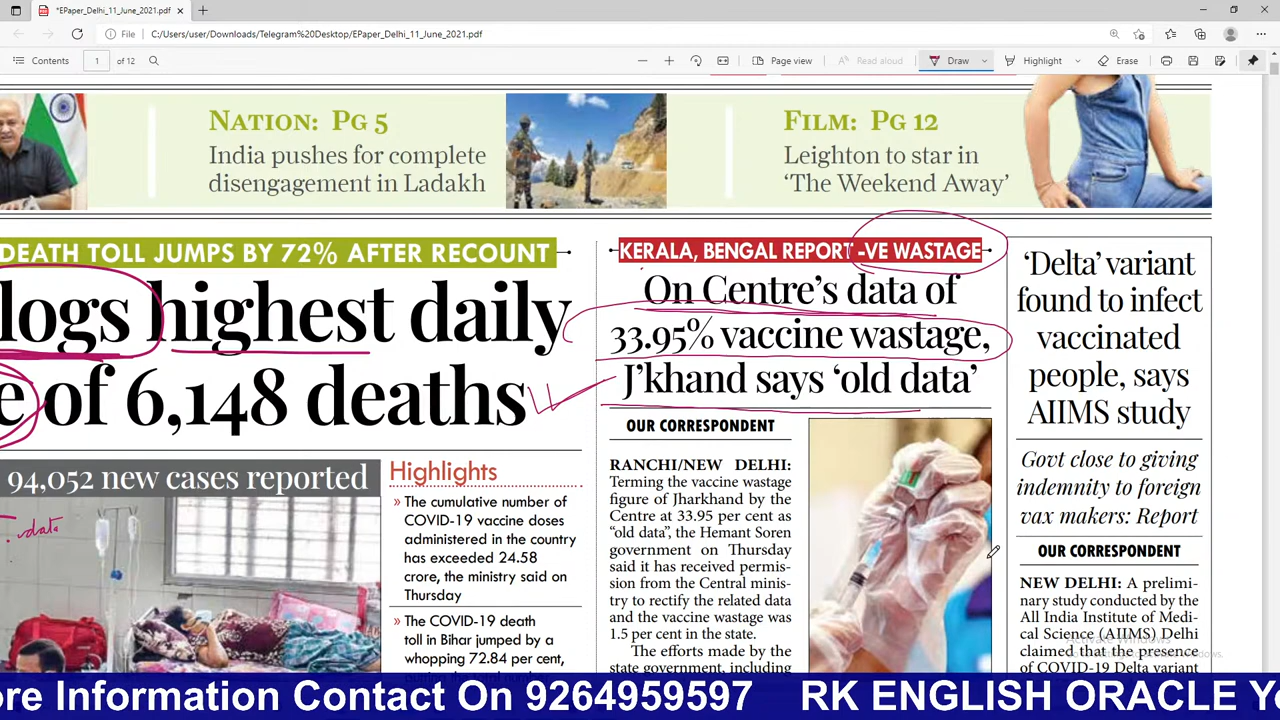 *EPaper_Delhi_11_June_2021.pdf
File
C:/Users/user/Downloads/Telegram%20Desktop/EPaper_Delhi_11_June_2021.pdf
Contents
1
of 12
Page view
Read aloud
Draw
Highlight
Erase
NATION: PG 5
India pushes for complete
disengagement in Ladakh
FILM: PG 12
Leighton to star in
‘The Weekend Away’
DEATH TOLL JUMPS BY 72% AFTER RECOUNT
logs highest daily
e of 6,148 deaths
94,052 new cases reported
data
Highlights
» The cumulative number of
COVID-19 vaccine doses
administered in the country
has exceeded 24.58
crore, the ministry said on
Thursday
» The COVID-19 death
toll in Bihar jumped by a
whopping 72.84 per cent,
KERALA, BENGAL REPORT -VE WASTAGE
On Centre’s data of
33.95% vaccine wastage,
J’khand says ‘old data’
OUR CORRESPONDENT
RANCHI/NEW DELHI:
Terming the vaccine wastage
figure of Jharkhand by the
Centre at 33.95 per cent as
“old data”, the Hemant Soren
government on Thursday
said it has received permis-
sion from the Central minis-
try to rectify the related data
and the vaccine wastage was
1.5 per cent in the state.
The efforts made by the
state government, including
‘Delta’ variant
found to infect
vaccinated
people, says
AIIMS study
Govt close to giving
indemnity to foreign
vax makers: Report
OUR CORRESPONDENT
NEW DELHI: A prelimi-
nary study conducted by the
All India Institute of Medi-
cal Science (AIIMS) Delhi
claimed that the presence
of COVID-19 Delta variant
Activate Windows
ore Information Contact On 9264959597 RK ENGLISH ORACLE Yo